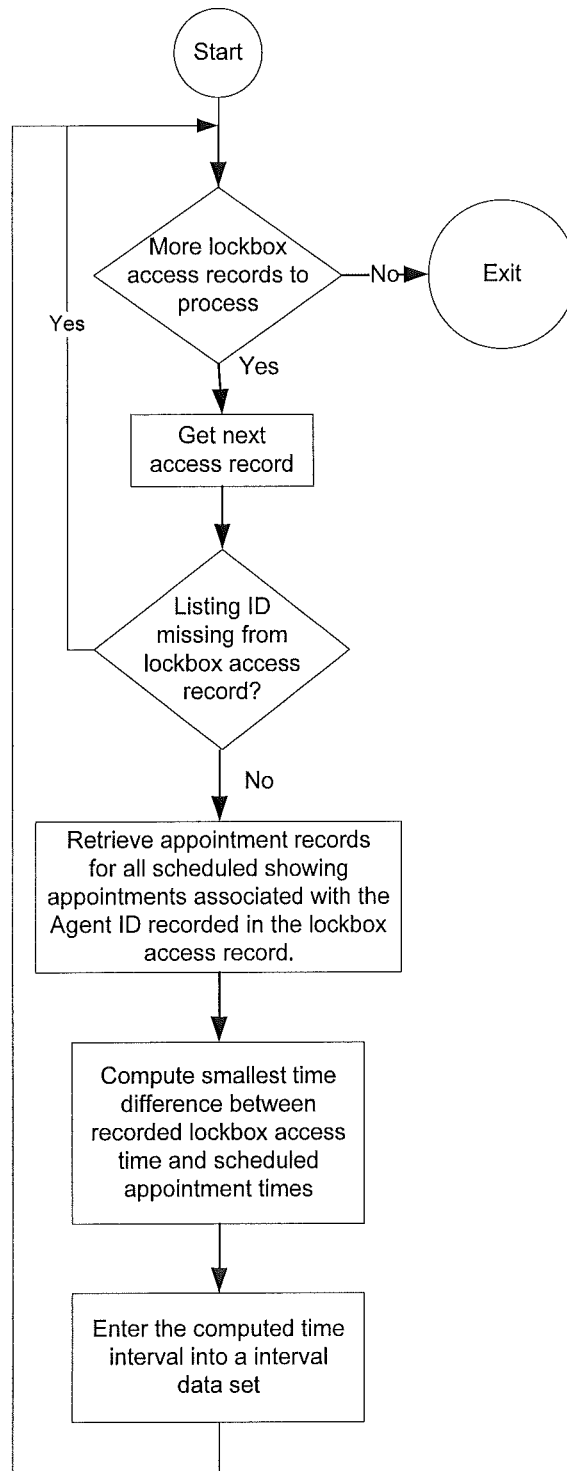 Start
More lockbox
access records to
process
No
Exit
Yes
Yes
Get next
access record
Listing ID
missing from
lockbox access
record?
No
Retrieve appointment records
for all scheduled showing
appointments associated with the
Agent ID recorded in the lockbox
access record.
Compute smallest time
difference between
recorded lockbox access
time and scheduled
appointment times
Enter the computed time
interval into a interval
data set